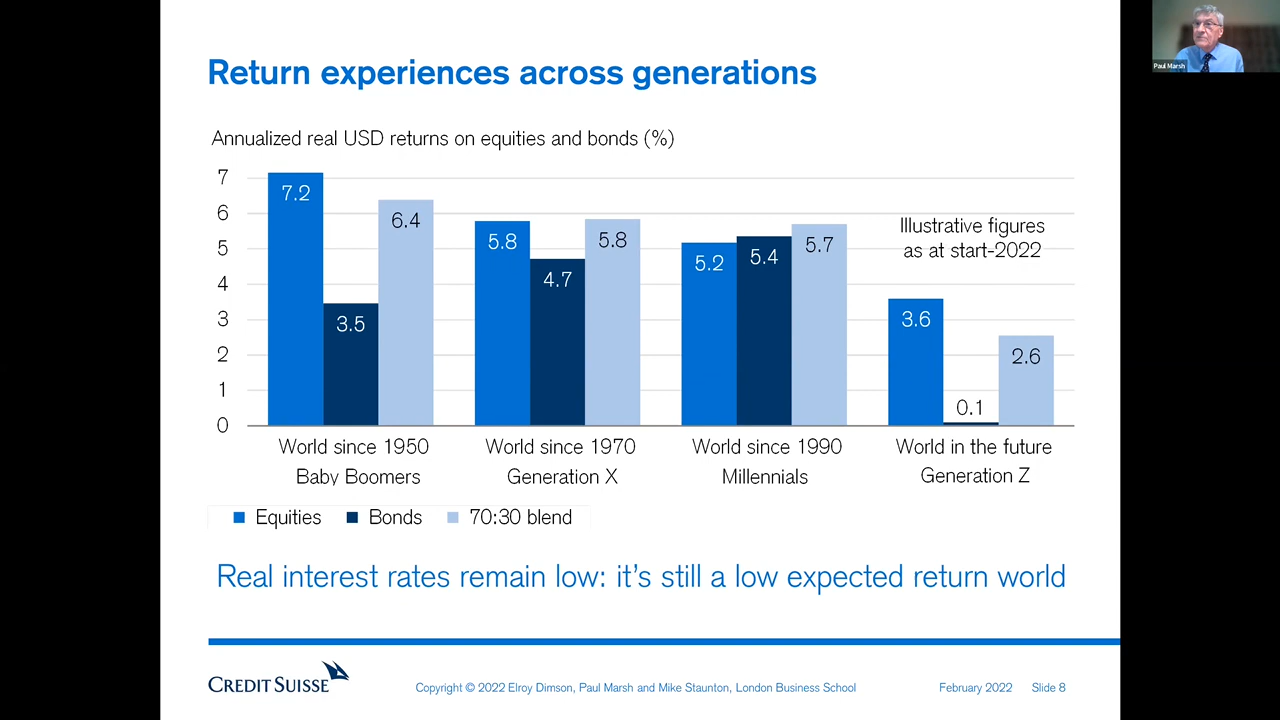 Paul Marsh
Return experiences across generations
Annualized real USD returns on equities and bonds (%)
7
6
5
4
3
2
1
0
7.2
3.5
6.4
5.8
4.7
5.8
5.2
5.4
5.7
Illustrative figures
as at start-2022
3.6
0.1
2.6
World since 1950
Baby Boomers
World since 1970
Generation X
World since 1990
Millennials
World in the future
Generation Z
Equities
Bonds
70:30 blend
Real interest rates remain low: it's still a low expected return world
CREDIT SUISSE
Copyright © 2022 Elroy Dimson, Paul Marsh and Mike Staunton, London Business School
February 2022
Slide 8